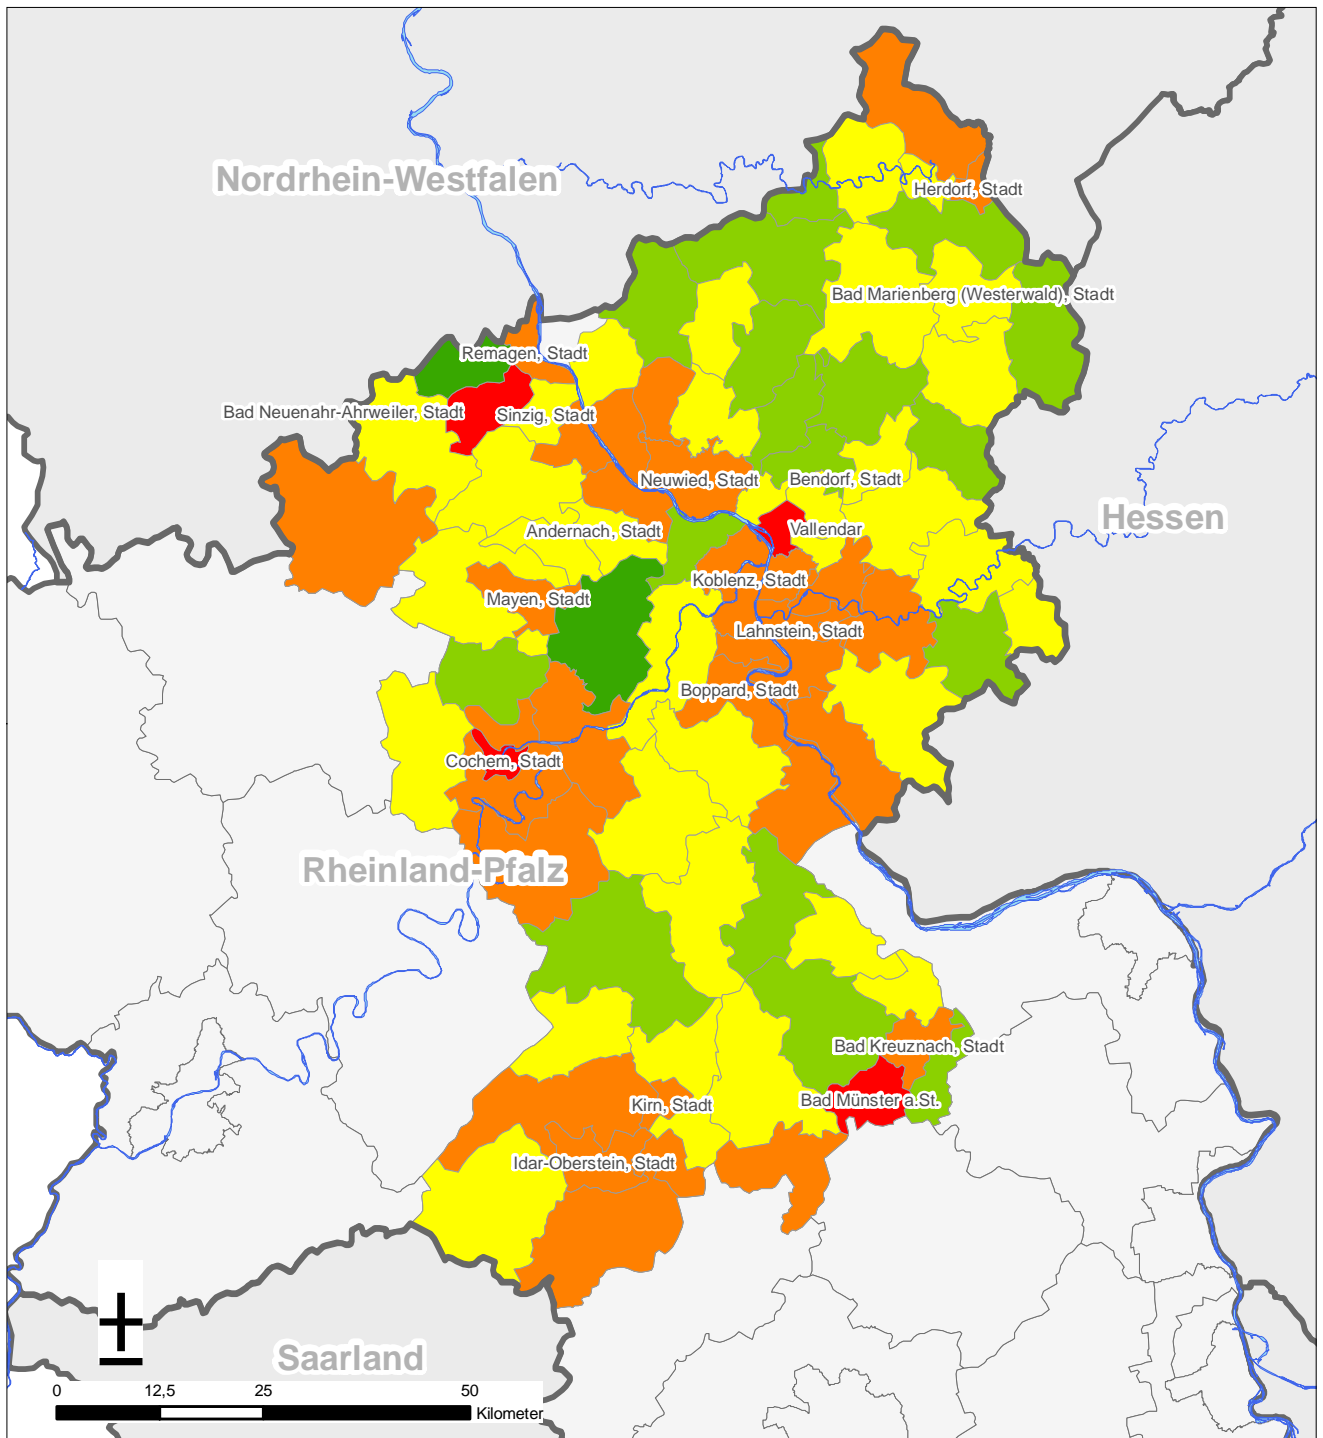 Nordrhein-Westfalen
Herdorf, Stadt
Bad Marienberg (Westerwald), Stadt
Remagen, Stadt
Bad Neuenahr-Ahrweiler, Stadt
Sinzig, Stadt
Neuwied, Stadt
Bendorf, Stadt
Hessen
Andernach, Stadt
Vallendar
Koblenz, Stadt
Mayen, Stadt
Lahnstein, Stadt
Boppard, Stadt
Cochem, Stadt
Rheinland-Pfalz
Bad Kreuznach, Stadt
Bad Münster a.St.
Kirn, Stadt
Idar-Oberstein, Stadt
Saarland
0 12,5 25 50
Kilometer